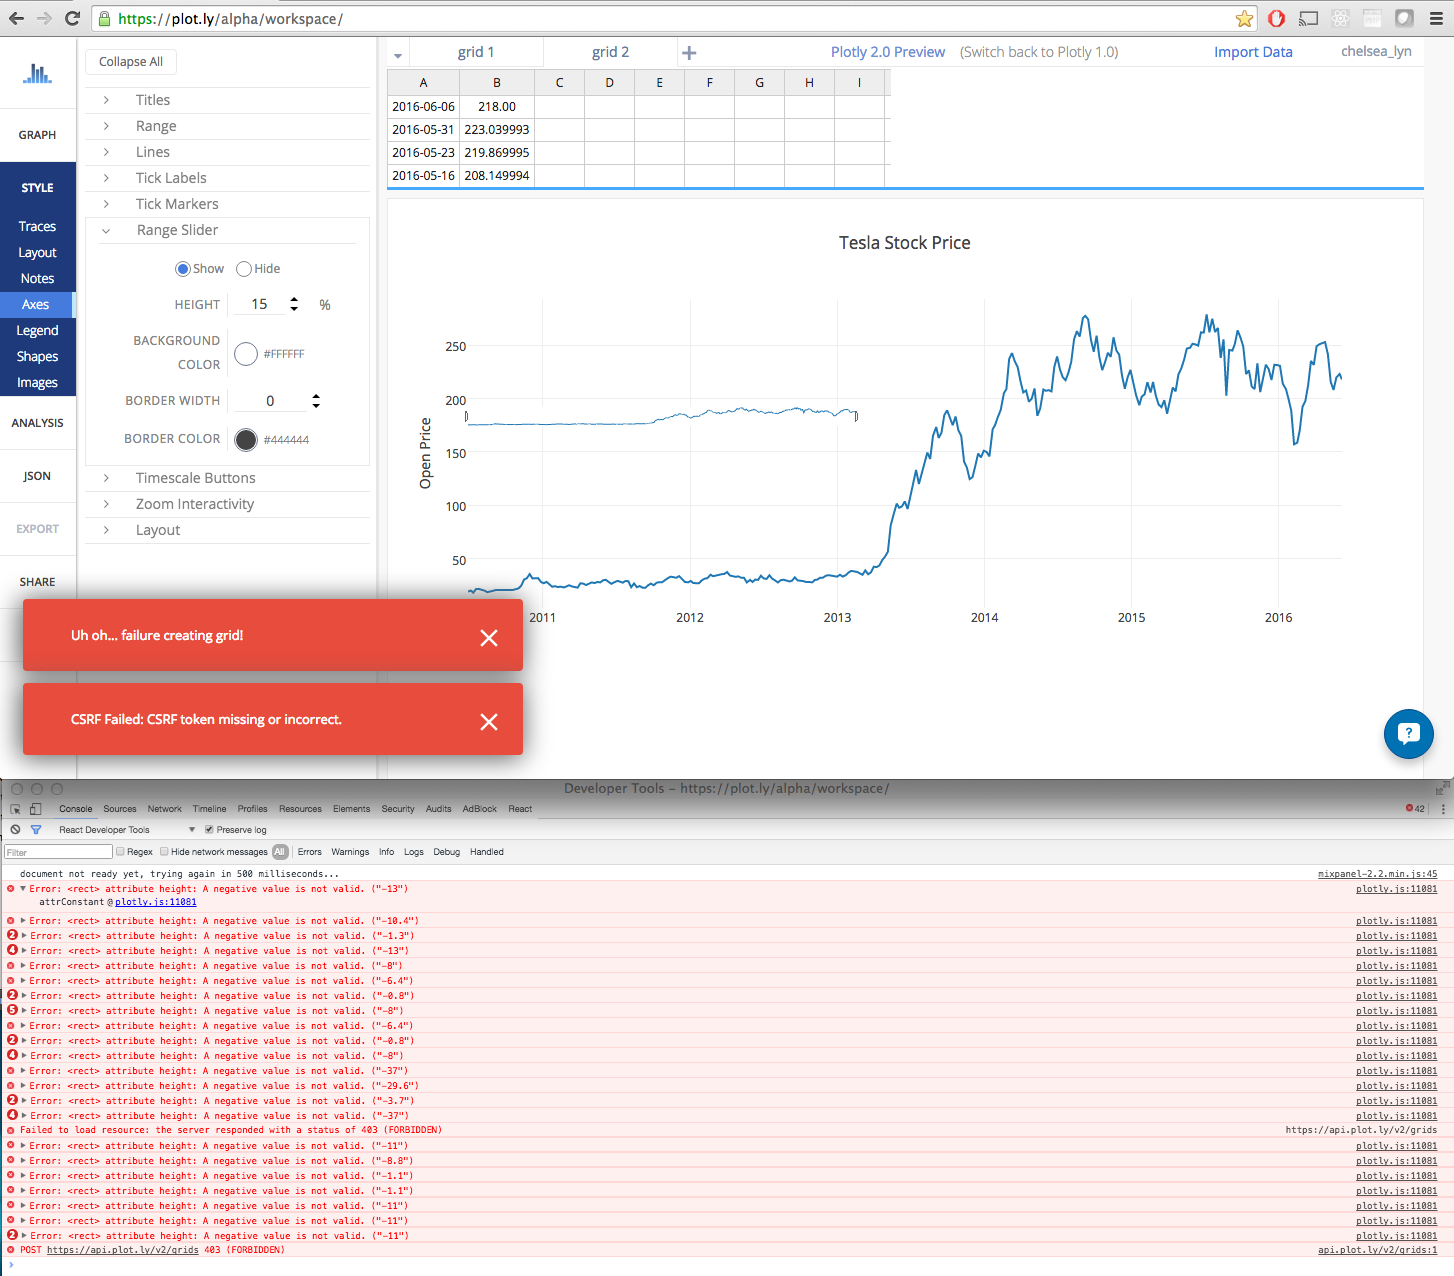 https://plot.ly/alpha/workspace/
Collapse All
grid 1 grid 2 Plotly 2.0 Preview (Switch back to Plotly 1.0) Import Data chelsea_lyn
GRAPH
STYLE
Traces
Layout
Notes
Axes
Legend
Shapes
Images
ANALYSIS
JSON
EXPORT
SHARE
Titles
Range
Lines
Tick Labels
Tick Markers
Range Slider
Show Hide
HEIGHT 15 %
BACKGROUND
COLOR #FFFFFF
BORDER WIDTH 0
BORDER COLOR #444444
Timescale Buttons
Zoom Interactivity
Layout
A B C D E F G H I
2016-06-06 218.00
2016-05-31 223.039993
2016-05-23 219.869995
2016-05-16 208.149994
Tesla Stock Price
250
200
150
100
50
Open Price
2011 2012 2013 2014 2015 2016
Uh oh... failure creating grid!
CSRF Failed: CSRF token missing or incorrect.
Developer Tools - https://plot.ly/alpha/workspace/
Console Sources Network Timeline Profiles Resources Elements Security Audits AdBlock React 42
React Developer Tools Preserve log
Filter Regex Hide network messages All Errors Warnings Info Logs Debug Handled
document not ready yet, trying again in 500 milliseconds... mixpanel-2.2.min.js:45
Error: <rect> attribute height: A negative value is not valid. ("-13") plotly.js:11081
attrConstant @ plotly.js:11081
Error: <rect> attribute height: A negative value is not valid. ("-10.4") plotly.js:11081
2 Error: <rect> attribute height: A negative value is not valid. ("-1.3") plotly.js:11081
4 Error: <rect> attribute height: A negative value is not valid. ("-13") plotly.js:11081
Error: <rect> attribute height: A negative value is not valid. ("-8") plotly.js:11081
Error: <rect> attribute height: A negative value is not valid. ("-6.4") plotly.js:11081
2 Error: <rect> attribute height: A negative value is not valid. ("-0.8") plotly.js:11081
5 Error: <rect> attribute height: A negative value is not valid. ("-8") plotly.js:11081
Error: <rect> attribute height: A negative value is not valid. ("-6.4") plotly.js:11081
2 Error: <rect> attribute height: A negative value is not valid. ("-0.8") plotly.js:11081
4 Error: <rect> attribute height: A negative value is not valid. ("-8") plotly.js:11081
Error: <rect> attribute height: A negative value is not valid. ("-37") plotly.js:11081
Error: <rect> attribute height: A negative value is not valid. ("-29.6") plotly.js:11081
2 Error: <rect> attribute height: A negative value is not valid. ("-3.7") plotly.js:11081
4 Error: <rect> attribute height: A negative value is not valid. ("-37") plotly.js:11081
Failed to load resource: the server responded with a status of 403 (FORBIDDEN) https://api.plot.ly/v2/grids
Error: <rect> attribute height: A negative value is not valid. ("-11") plotly.js:11081
Error: <rect> attribute height: A negative value is not valid. ("-8.8") plotly.js:11081
Error: <rect> attribute height: A negative value is not valid. ("-1.1") plotly.js:11081
Error: <rect> attribute height: A negative value is not valid. ("-1.1") plotly.js:11081
Error: <rect> attribute height: A negative value is not valid. ("-11") plotly.js:11081
Error: <rect> attribute height: A negative value is not valid. ("-11") plotly.js:11081
2 Error: <rect> attribute height: A negative value is not valid. ("-11") plotly.js:11081
POST https://api.plot.ly/v2/grids 403 (FORBIDDEN) api.plot.ly/v2/grids:1